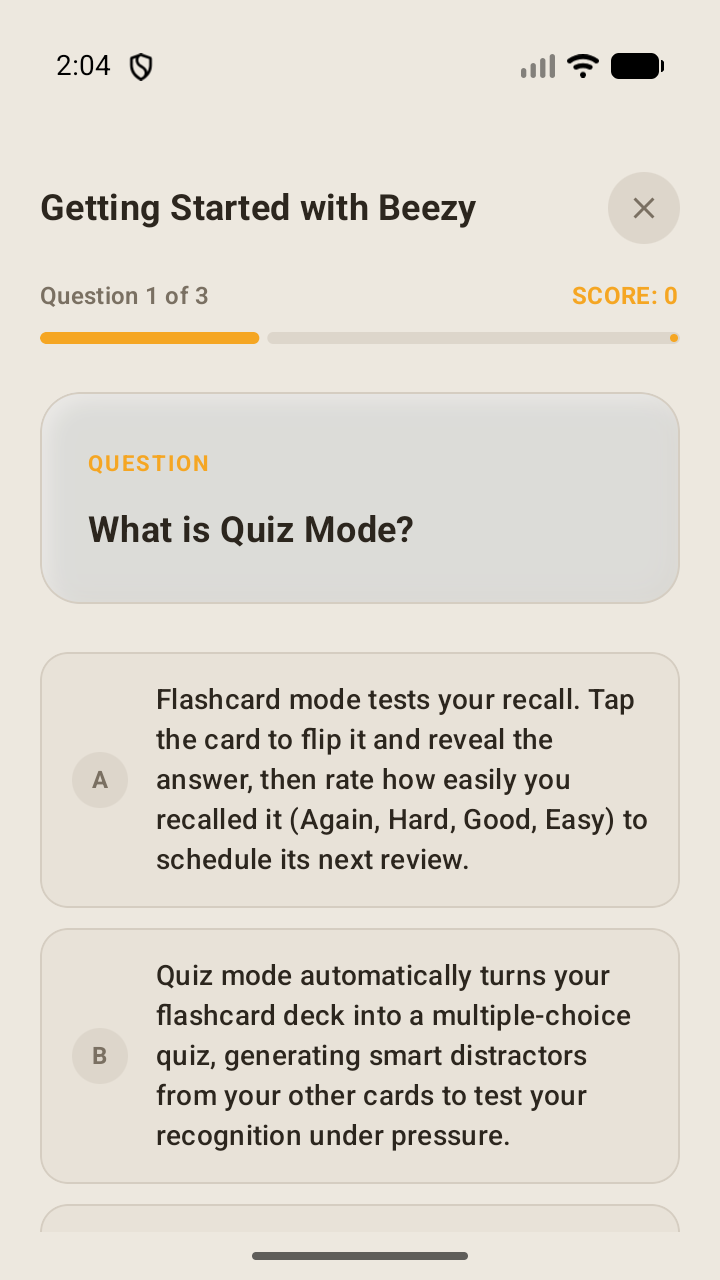 2:04
Getting Started with Beezy
Question 1 of 3
SCORE: 0
QUESTION
What is Quiz Mode?
A
Flashcard mode tests your recall. Tap
the card to flip it and reveal the
answer, then rate how easily you
recalled it (Again, Hard, Good, Easy) to
schedule its next review.
B
Quiz mode automatically turns your
flashcard deck into a multiple-choice
quiz, generating smart distractors
from your other cards to test your
recognition under pressure.